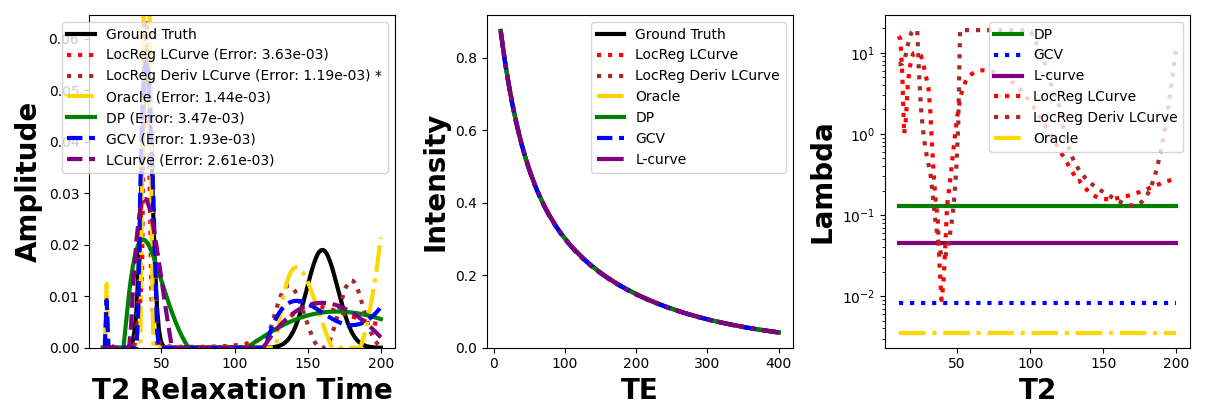 Amplitude
0.00
0.01
0.02
0.03
0.04
0.05
0.06
50
100
150
200
T2 Relaxation Time
Ground Truth
LocReg LCurve (Error: 3.63e-03)
LocReg Deriv LCurve (Error: 1.19e-03) *
Oracle (Error: 1.44e-03)
DP (Error: 3.47e-03)
GCV (Error: 1.93e-03)
LCurve (Error: 2.61e-03)
Intensity
0.0
0.2
0.4
0.6
0.8
0
100
200
300
400
TE
Ground Truth
LocReg LCurve
LocReg Deriv LCurve
Oracle
DP
GCV
L-curve
Lambda
10⁻²
10⁻¹
10⁰
10¹
50
100
150
200
T2
DP
GCV
L-curve
LocReg LCurve
LocReg Deriv LCurve
Oracle